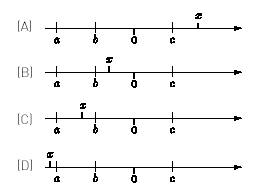 [A] x
a b 0 c
[B] x
a b 0 c
[C] x
a b 0 c
[D] x
a b 0 c